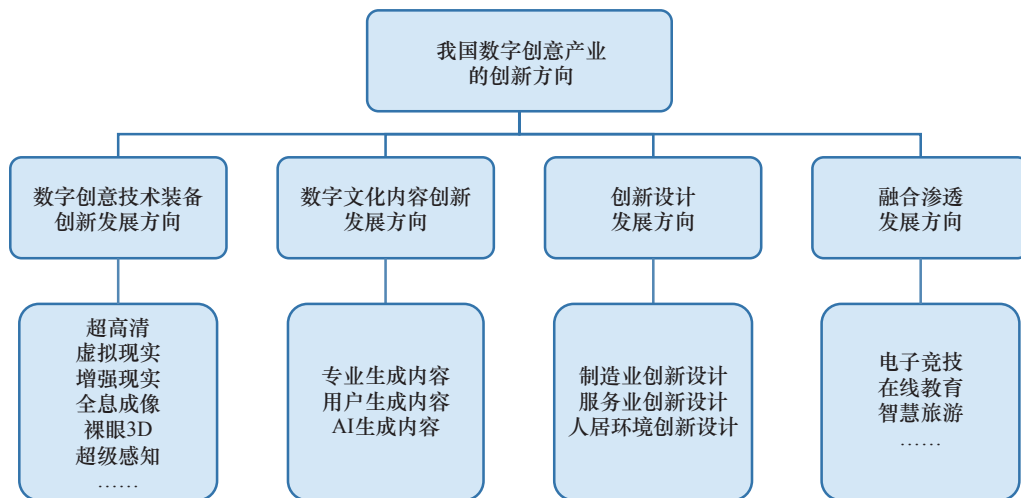 我国数字创意产业
的创新方向
数字创意技术装备
创新发展方向
数字文化内容创新
发展方向
创新设计
发展方向
融合渗透
发展方向
超高清
虚拟现实
增强现实
全息成像
裸眼3D
超级感知
……
专业生成内容
用户生成内容
AI生成内容
制造业创新设计
服务业创新设计
人居环境创新设计
电子竞技
在线教育
智慧旅游
……